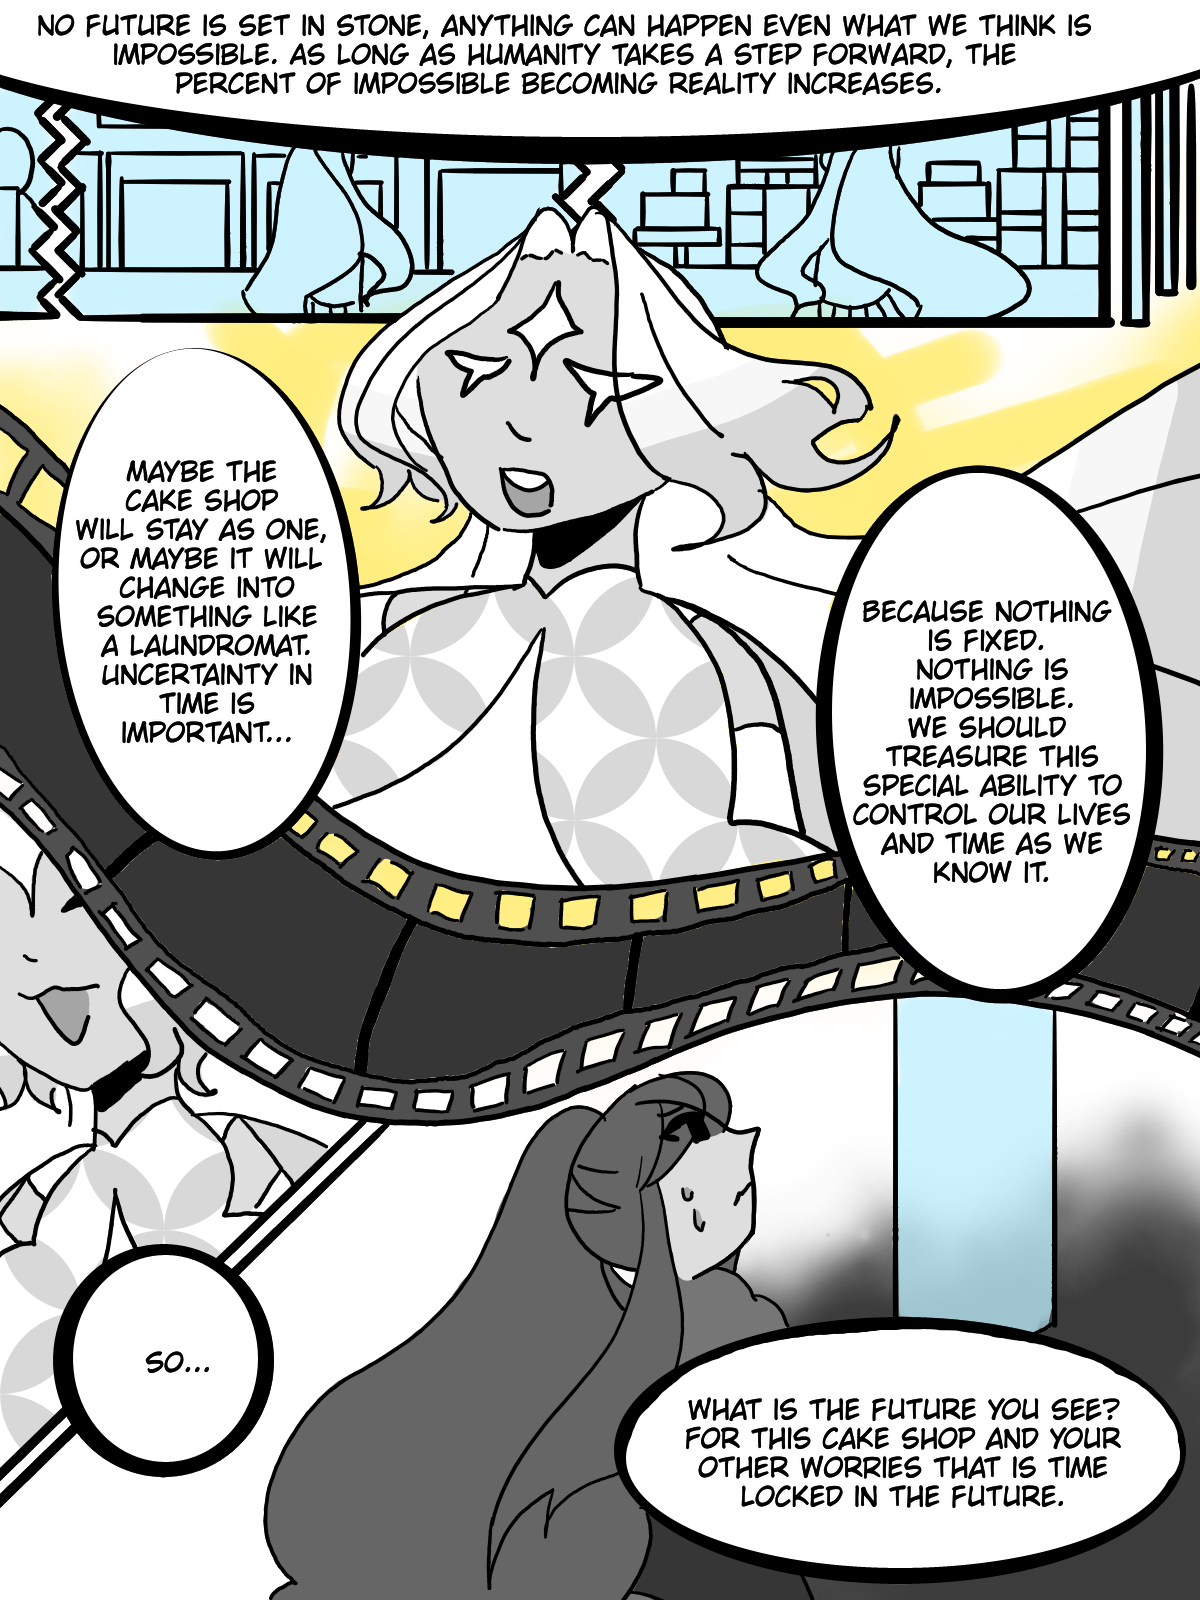 NO FUTURE IS SET IN STONE, ANYTHING CAN HAPPEN EVEN WHAT WE THINK IS
IMPOSSIBLE. AS LONG AS HUMANITY TAKES A STEP FORWARD, THE
PERCENT OF IMPOSSIBLE BECOMING REALITY INCREASES.
MAYBE THE
CAKE SHOP
WILL STAY AS ONE,
OR MAYBE IT WILL
CHANGE INTO
SOMETHING LIKE
A LAUNDROMAT.
UNCERTAINTY IN
TIME IS
IMPORTANT...
BECAUSE NOTHING
IS FIXED.
NOTHING IS
IMPOSSIBLE.
WE SHOULD
TREASURE THIS
SPECIAL ABILITY TO
CONTROL OUR LIVES
AND TIME AS WE
KNOW IT.
SO...
WHAT IS THE FUTURE YOU SEE?
FOR THIS CAKE SHOP AND YOUR
OTHER WORRIES THAT IS TIME
LOCKED IN THE FUTURE.